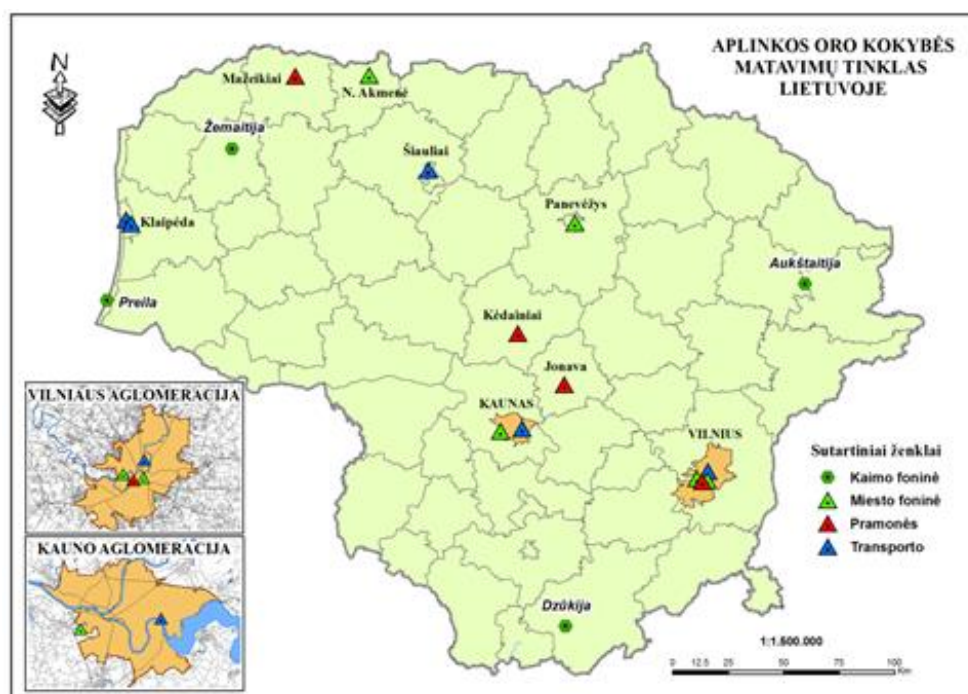 APLINKOS ORO KOKYBĖS
MATAVIMŲ TINKLAS
LIETUVOJE
N
Mažeikiai
N. Akmenė
Žemaitija
Šiauliai
Klaipėda
Panevėžys
Aukštaitija
Preila
Kėdainiai
Jonava
KAUNAS
VILNIUS
Dzūkija
VILNIAUS AGLOMERACIJA
KAUNO AGLOMERACIJA
Sutartiniai ženklai
Kaimo foninė
Miesto foninė
Pramonės
Transporto
1:1.500.000
0 12.5 25 50 75 100
Km